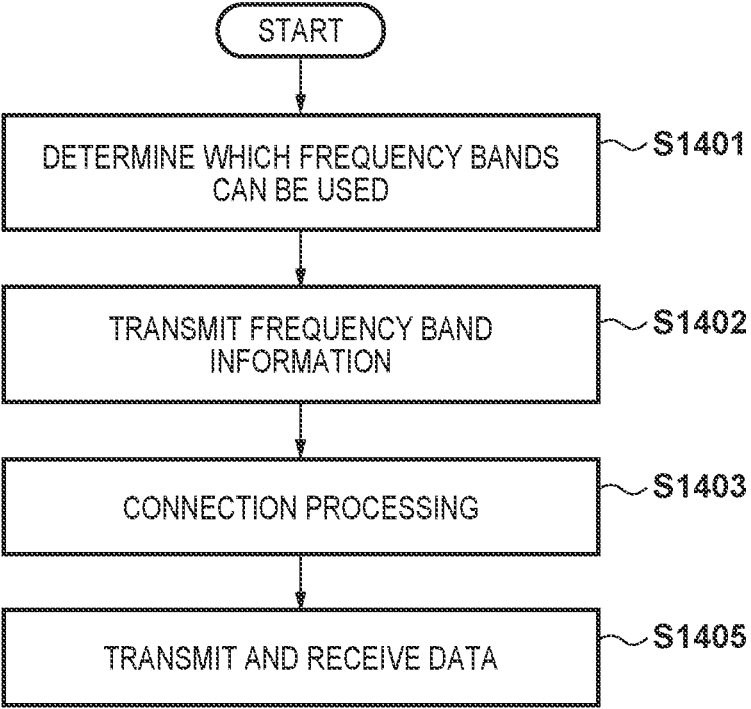 START
DETERMINE WHICH FREQUENCY BANDS
CAN BE USED
S1401
TRANSMIT FREQUENCY BAND
INFORMATION
S1402
CONNECTION PROCESSING
S1403
TRANSMIT AND RECEIVE DATA
S1405